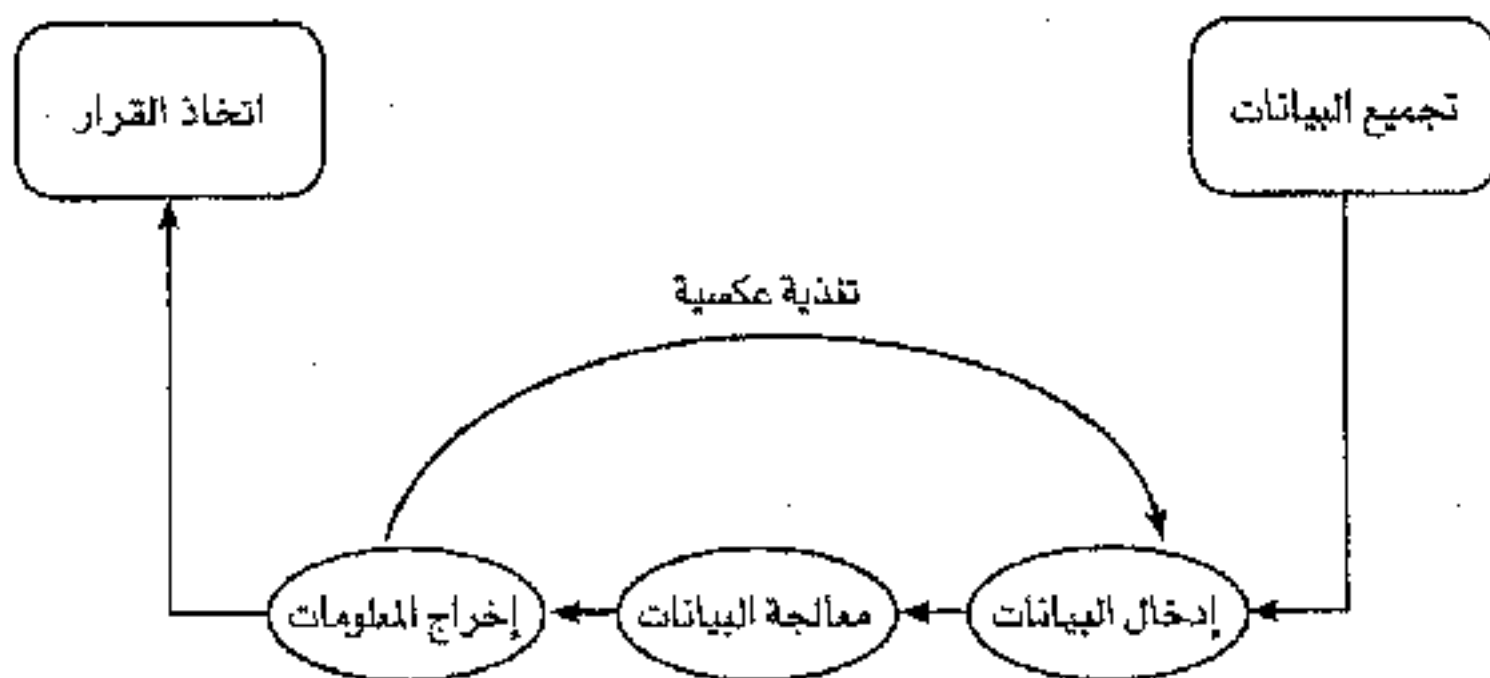 تجميع البيانات
اتخاذ القرار
تغذية عكسية
إدخال البيانات
معالجة البيانات
إخراج المعلومات